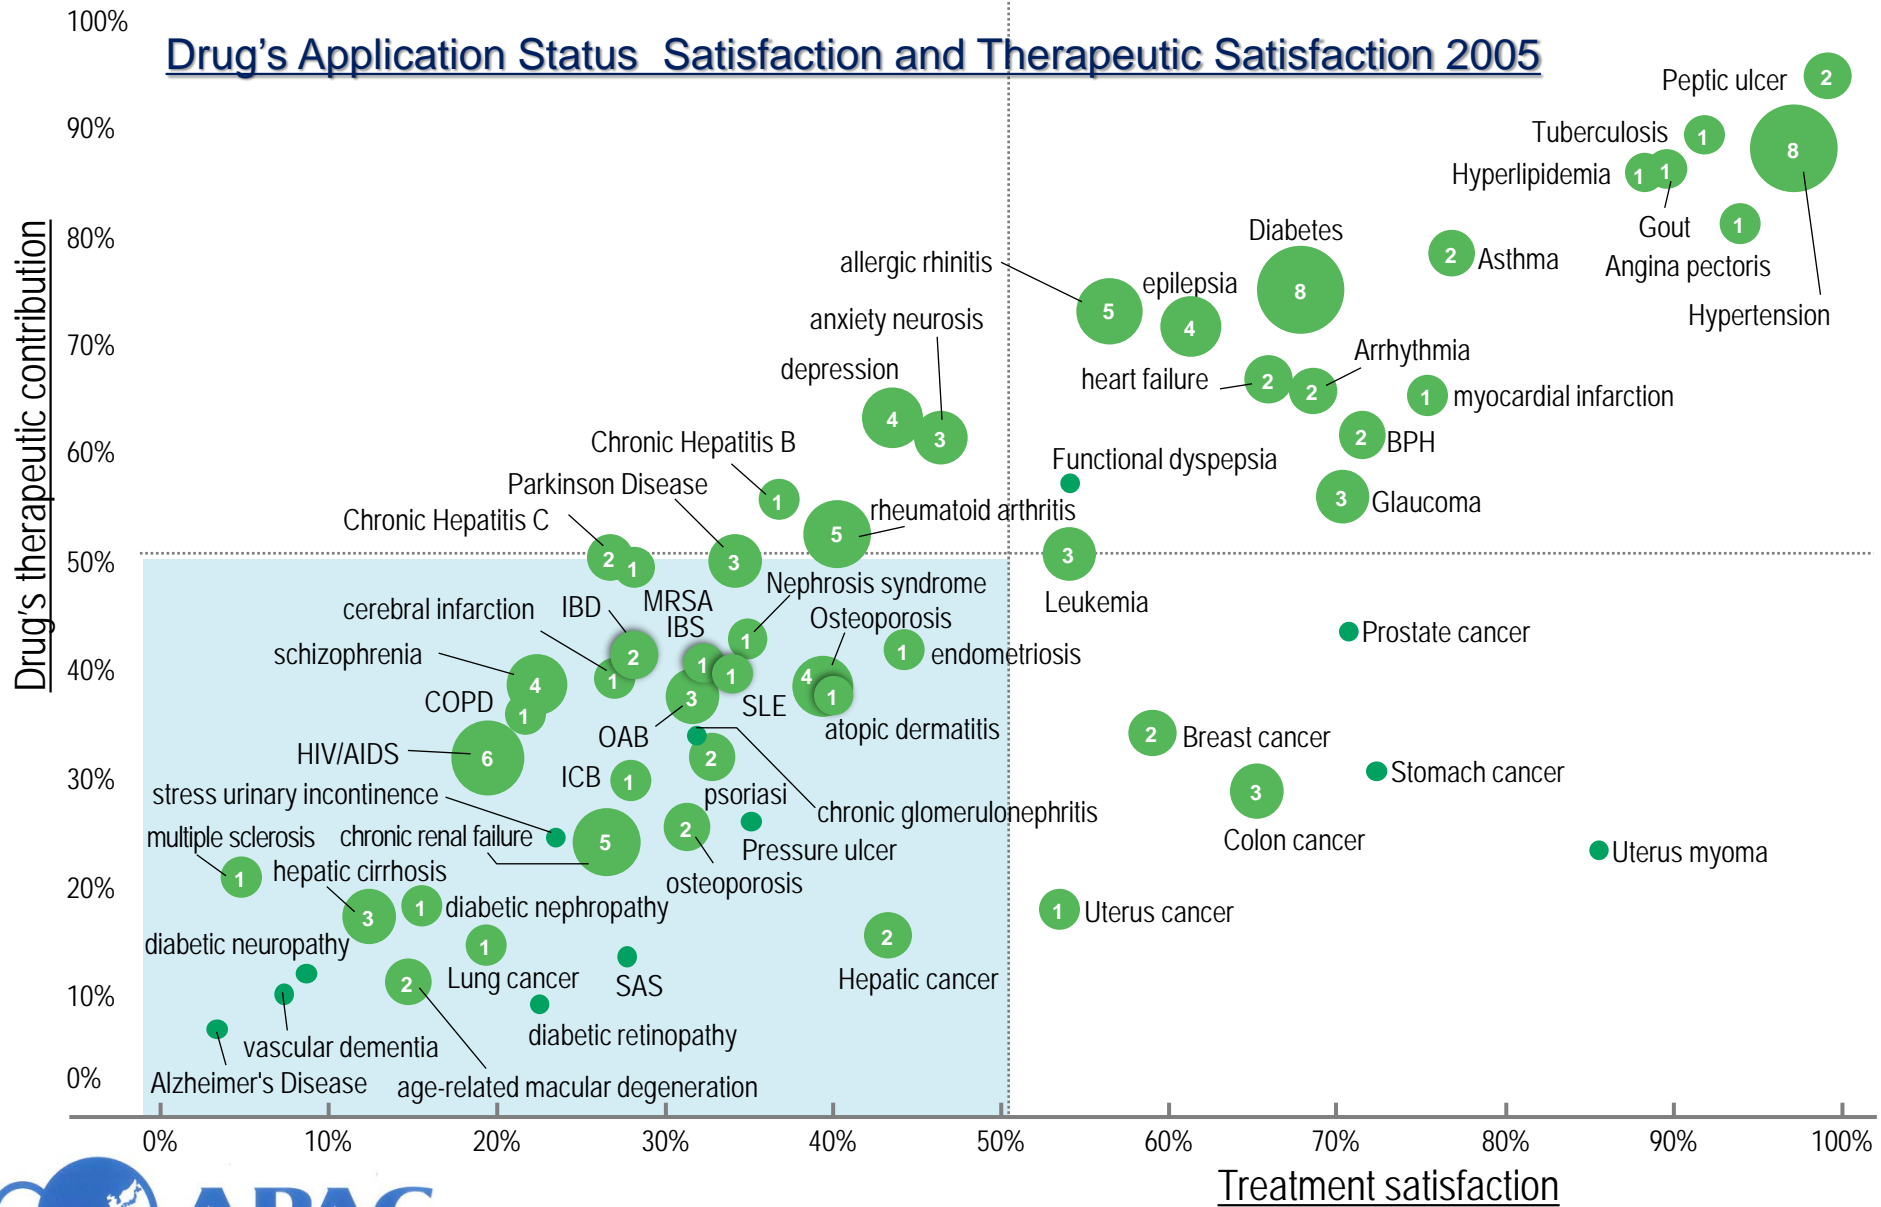 100%
Drug's Application Status  Satisfaction and Therapeutic Satisfaction 2005
Peptic ulcer
2
90%
Tuberculosis
1
8
Hyperlipidemia
1
1
Gout
1
Angina pectoris
Hypertension
80%
Diabetes
8
2
Asthma
allergic rhinitis
5
epilepsia
4
anxiety neurosis
70%
Arrhythmia
depression
heart failure
2
2
1
myocardial infarction
4
3
60%
Chronic Hepatitis B
2
BPH
Functional dyspepsia
Parkinson Disease
1
3
Glaucoma
Chronic Hepatitis C
5
rheumatoid arthritis
50%
2
1
3
3
Leukemia
Nephrosis syndrome
cerebral infarction
IBD
MRSA
IBS
Osteoporosis
Prostate cancer
schizophrenia
2
1
1
endometriosis
40%
4
1
1
1
4
1
COPD
1
3
SLE
OAB
atopic dermatitis
HIV/AIDS
6
2
2
Breast cancer
30%
ICB
1
Stomach cancer
stress urinary incontinence
psoriasi
chronic glomerulonephritis
3
Colon cancer
multiple sclerosis
chronic renal failure
5
2
Pressure ulcer
Uterus myoma
20%
1
hepatic cirrhosis
osteoporosis
3
1
diabetic nephropathy
1
Uterus cancer
diabetic neuropathy
1
2
Lung cancer
SAS
Hepatic cancer
10%
2
diabetic retinopathy
vascular dementia
0%
Alzheimer's Disease
age-related macular degeneration
Drug's therapeutic contribution
0%
10%
20%
30%
40%
50%
60%
70%
80%
90%
100%
Treatment satisfaction
APAC